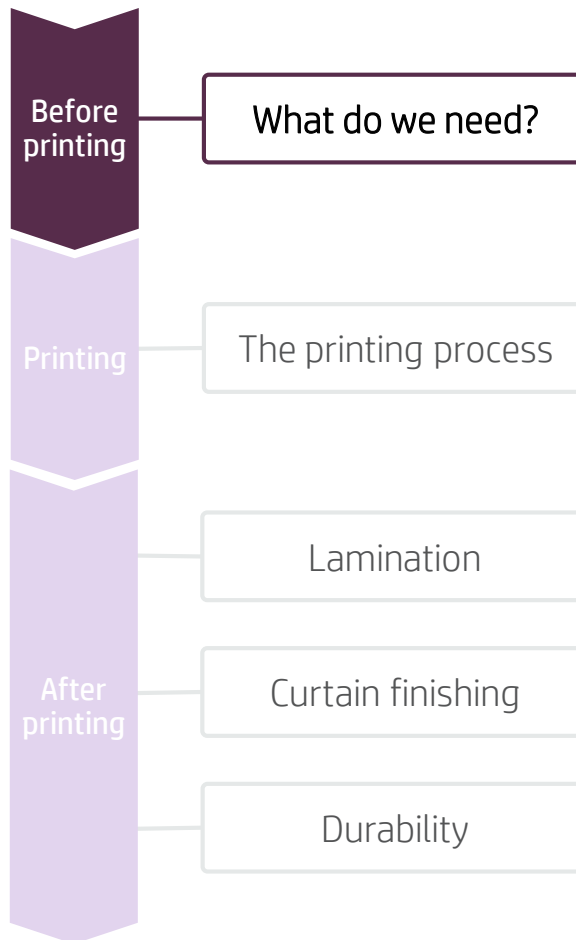 Before
printing
What do we need?
Printing
The printing process
Lamination
After
printing
Curtain finishing
Durability